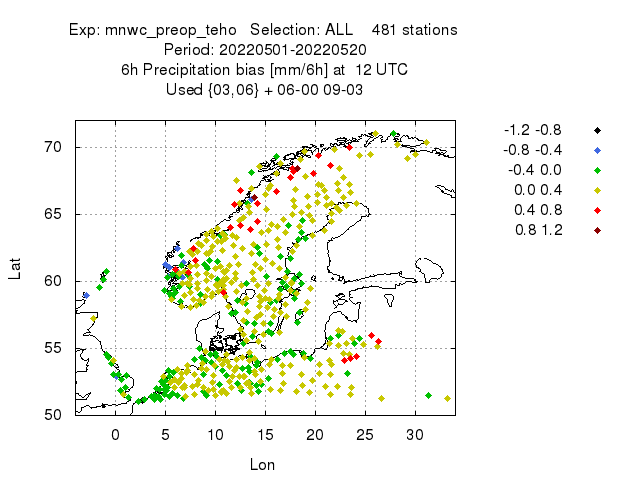 Exp: mnwc_preop_teho Selection: ALL 481 stations
Period: 20220501-20220520
6h Precipitation bias [mm/6h] at 12 UTC
Used {03,06} + 06-00 09-03
-1.2 -0.8
-0.8 -0.4
-0.4 0.0
0.0 0.4
0.4 0.8
0.8 1.2
70
65
60
55
50
Lat
0 5 10 15 20 25 30
Lon